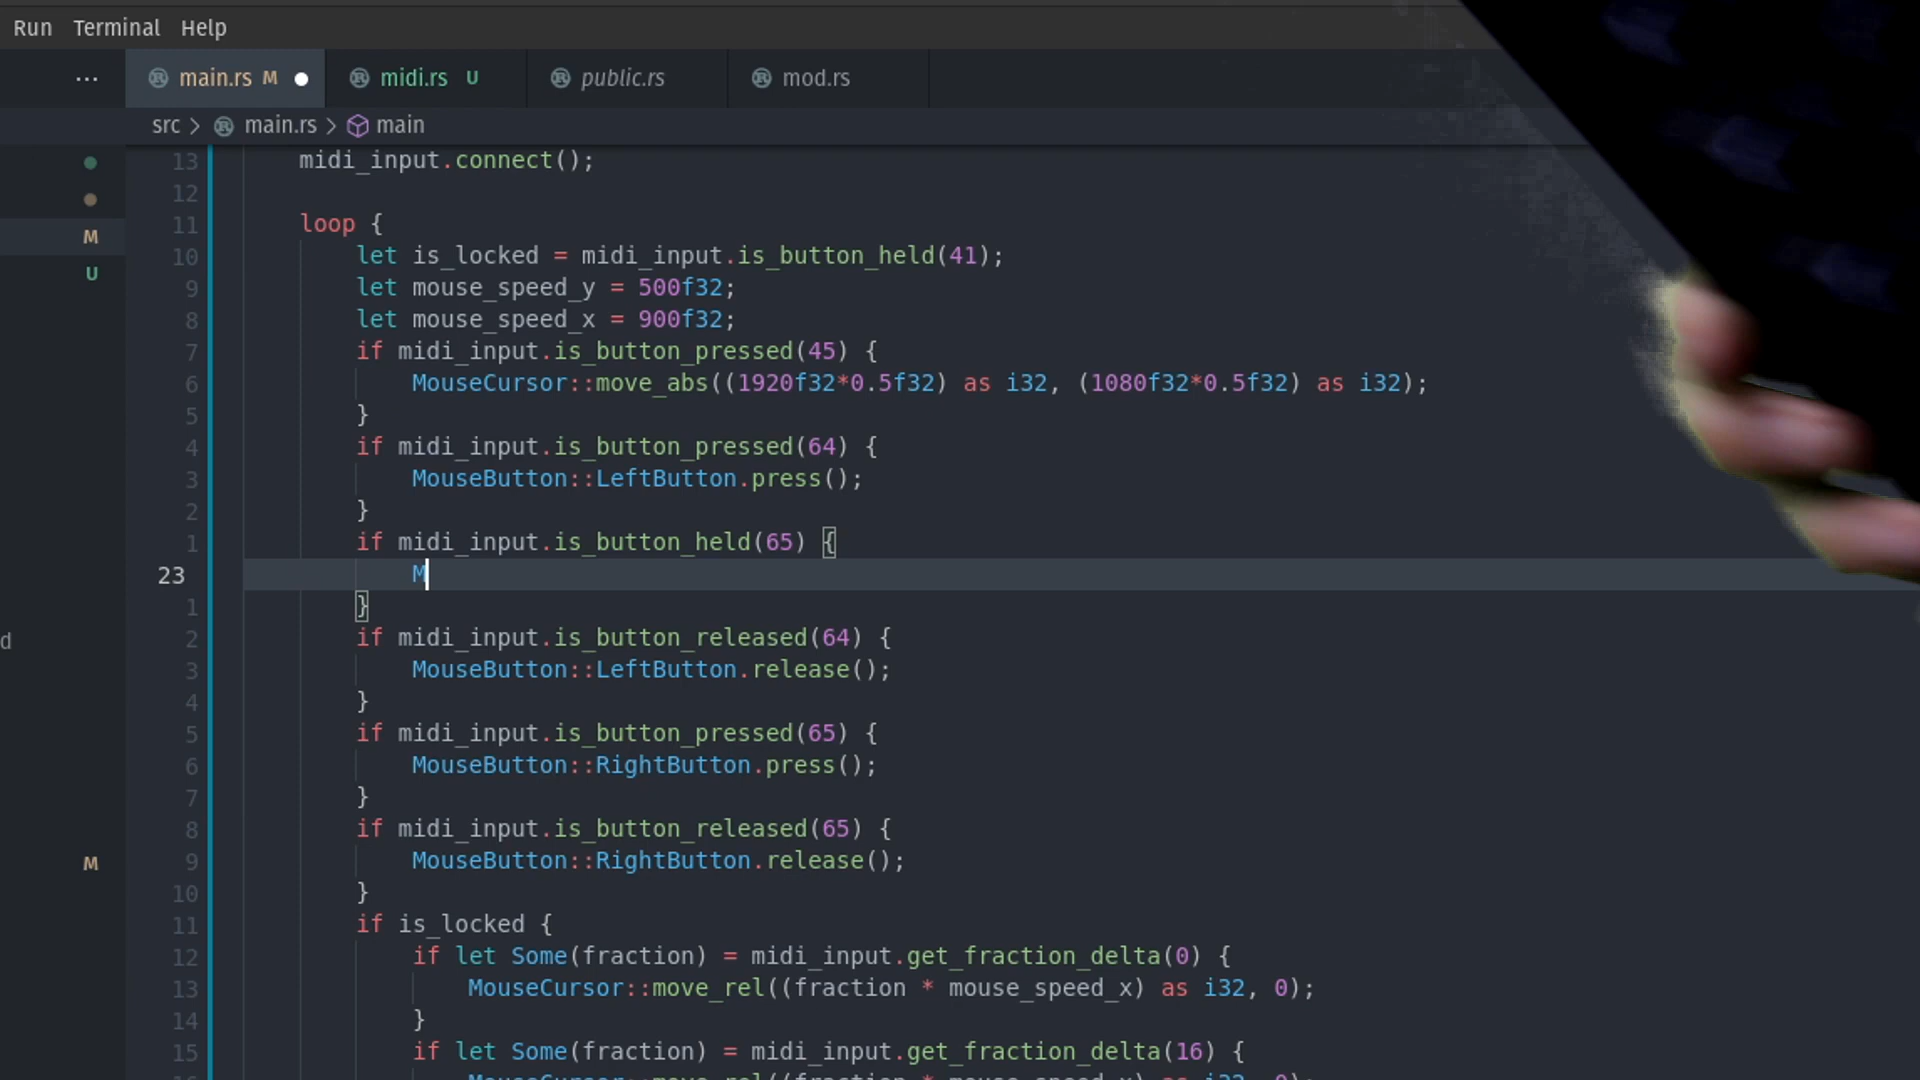 Run Terminal Help
... main.rs M midi.rs U public.rs mod.rs
src > main.rs > main
13 midi_input.connect();
12
11 loop {
10 let is_locked = midi_input.is_button_held(41);
9 let mouse_speed_y = 500f32;
8 let mouse_speed_x = 900f32;
7 if midi_input.is_button_pressed(45) {
6 MouseCursor::move_abs((1920f32*0.5f32) as i32, (1080f32*0.5f32) as i32);
5 }
4 if midi_input.is_button_pressed(64) {
3 MouseButton::LeftButton.press();
2 }
1 if midi_input.is_button_held(65) {
23 M
1 }
2 if midi_input.is_button_released(64) {
3 MouseButton::LeftButton.release();
4 }
5 if midi_input.is_button_pressed(65) {
6 MouseButton::RightButton.press();
7 }
8 if midi_input.is_button_released(65) {
9 MouseButton::RightButton.release();
10 }
11 if is_locked {
12 if let Some(fraction) = midi_input.get_fraction_delta(0) {
13 MouseCursor::move_rel((fraction * mouse_speed_x) as i32, 0);
14 }
15 if let Some(fraction) = midi_input.get_fraction_delta(16) {
M
U
d
M